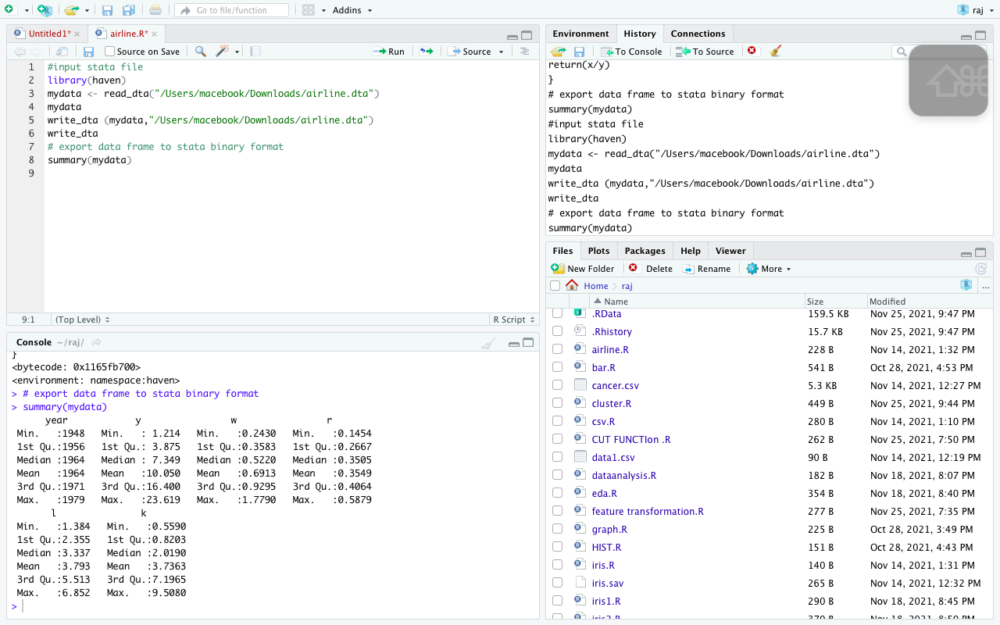 Go to file/function
Addins
raj
Untitled1*
airline.R*
Source on Save
Run
Source
1 #input stata file
2 library(haven)
3 mydata <- read_dta("/Users/macebook/Downloads/airline.dta")
4 mydata
5 write_dta (mydata,"/Users/macebook/Downloads/airline.dta")
6 write_dta
7 # export data frame to stata binary format
8 summary(mydata)
9
9:1 (Top Level) R Script
Console ~/raj/
}
<bytecode: 0x1165fb700>
<environment: namespace:haven>
> # export data frame to stata binary format
> summary(mydata)
year y w r
Min. :1948 Min. : 1.214 Min. :0.2430 Min. :0.1454
1st Qu.:1956 1st Qu.: 3.875 1st Qu.:0.3583 1st Qu.:0.2667
Median :1964 Median : 7.349 Median :0.5220 Median :0.3505
Mean :1964 Mean :10.050 Mean :0.6913 Mean :0.3549
3rd Qu.:1971 3rd Qu.:16.400 3rd Qu.:0.9295 3rd Qu.:0.4064
Max. :1979 Max. :23.619 Max. :1.7790 Max. :0.5879
l k
Min. :1.384 Min. :0.5590
1st Qu.:2.355 1st Qu.:0.8203
Median :3.337 Median :2.0190
Mean :3.793 Mean :3.7363
3rd Qu.:5.513 3rd Qu.:7.1965
Max. :6.852 Max. :9.5080
>
Environment History Connections
To Console To Source
return(x/y)
}
# export data frame to stata binary format
summary(mydata)
#input stata file
library(haven)
mydata <- read_dta("/Users/macebook/Downloads/airline.dta")
mydata
write_dta (mydata,"/Users/macebook/Downloads/airline.dta")
write_dta
# export data frame to stata binary format
summary(mydata)
Files Plots Packages Help Viewer
New Folder Delete Rename More
Home raj ...
Name Size Modified
.RData 159.5 KB Nov 25, 2021, 9:47 PM
.Rhistory 15.7 KB Nov 25, 2021, 9:47 PM
airline.R 228 B Nov 14, 2021, 1:32 PM
bar.R 541 B Oct 28, 2021, 4:53 PM
cancer.csv 5.3 KB Nov 14, 2021, 12:27 PM
cluster.R 449 B Nov 25, 2021, 9:44 PM
csv.R 280 B Nov 14, 2021, 1:10 PM
CUT FUNCTIon .R 262 B Nov 25, 2021, 7:50 PM
data1.csv 90 B Nov 14, 2021, 12:19 PM
dataanalysis.R 182 B Nov 18, 2021, 8:07 PM
eda.R 354 B Nov 18, 2021, 8:40 PM
feature transformation.R 277 B Nov 25, 2021, 7:35 PM
graph.R 225 B Oct 28, 2021, 3:49 PM
HIST.R 151 B Oct 28, 2021, 4:43 PM
iris.R 140 B Nov 14, 2021, 1:31 PM
iris.sav 265 B Nov 14, 2021, 12:32 PM
iris1.R 290 B Nov 18, 2021, 8:45 PM
iris2.R 370 B Nov 18, 2021, 8:50 PM